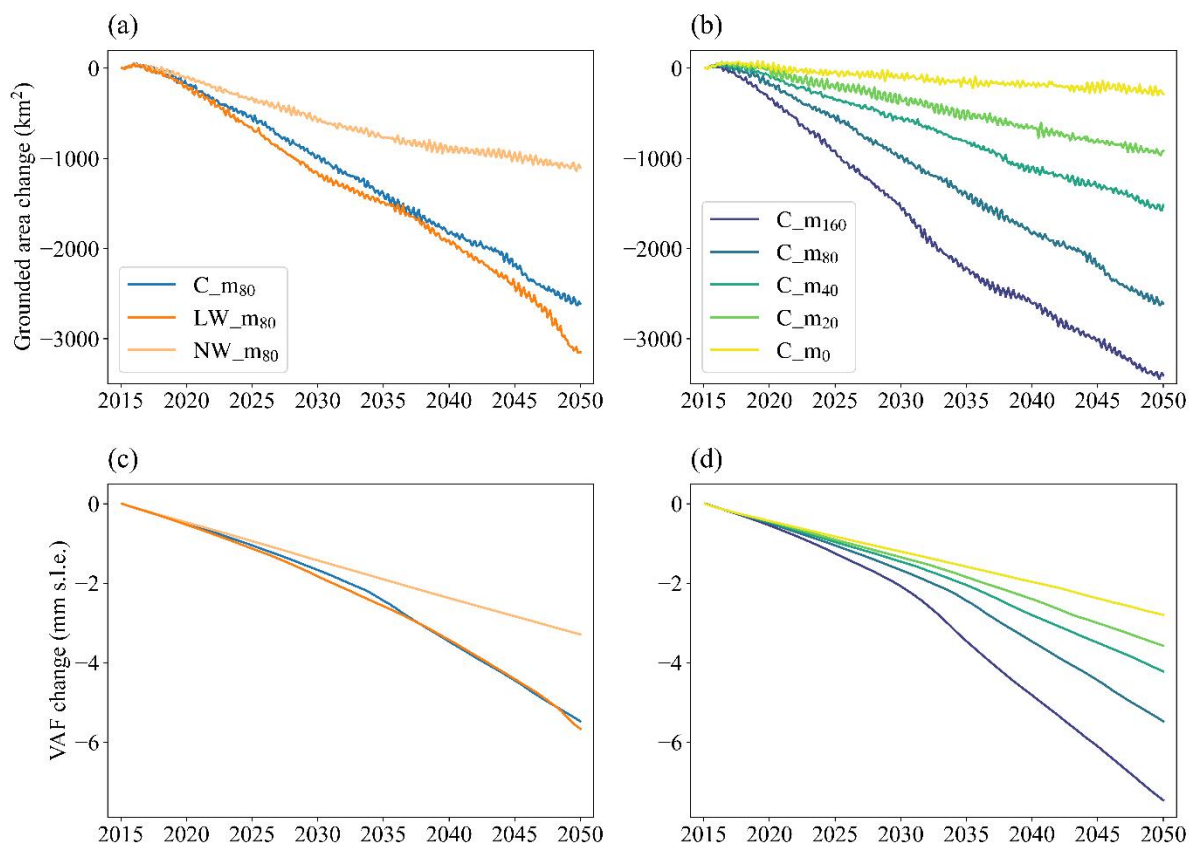 (a)
Grounded area change (km²)
0
−1000
−2000
−3000
C_m₈₀
LW_m₈₀
NW_m₈₀
2015 2020 2025 2030 2035 2040 2045 2050
(b)
0
−1000
−2000
−3000
C_m₁₆₀
C_m₈₀
C_m₄₀
C_m₂₀
C_m₀
2015 2020 2025 2030 2035 2040 2045 2050
(c)
VAF change (mm s.l.e.)
0
−2
−4
−6
2015 2020 2025 2030 2035 2040 2045 2050
(d)
0
−2
−4
−6
2015 2020 2025 2030 2035 2040 2045 2050